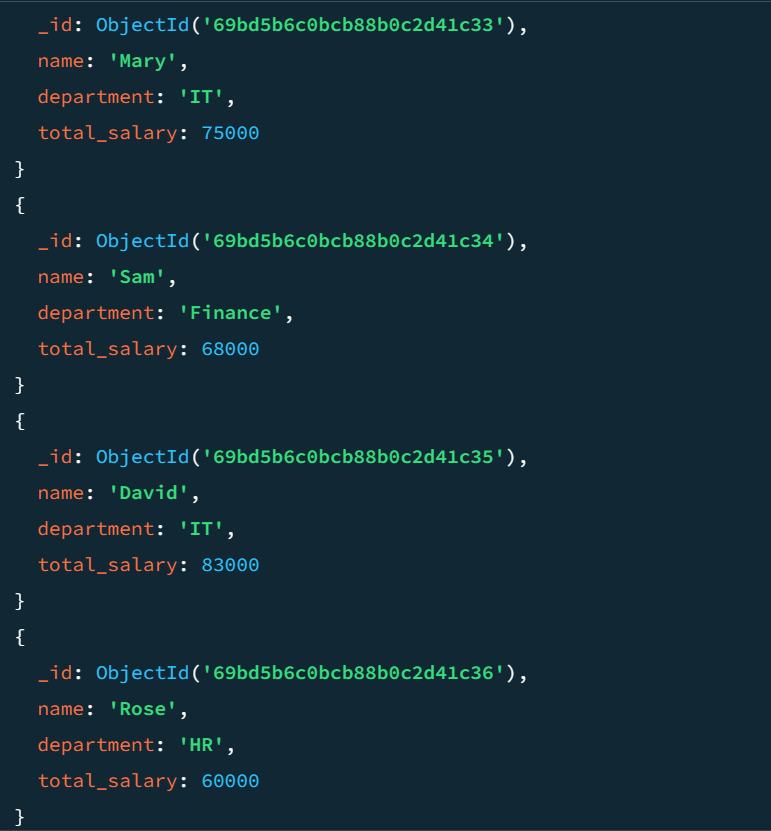 _id: ObjectId('69bd5b6c0bcb88b0c2d41c33'),
name: 'Mary',
department: 'IT',
total_salary: 75000
}
{
_id: ObjectId('69bd5b6c0bcb88b0c2d41c34'),
name: 'Sam',
department: 'Finance',
total_salary: 68000
}
{
_id: ObjectId('69bd5b6c0bcb88b0c2d41c35'),
name: 'David',
department: 'IT',
total_salary: 83000
}
{
_id: ObjectId('69bd5b6c0bcb88b0c2d41c36'),
name: 'Rose',
department: 'HR',
total_salary: 60000
}